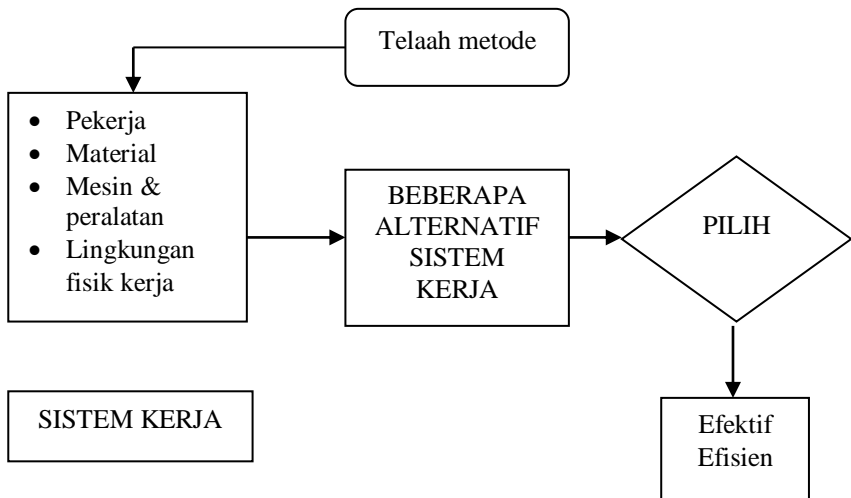 Telaah metode
• Pekerja
• Material
• Mesin &
peralatan
• Lingkungan
fisik kerja
BEBERAPA
ALTERNATIF
SISTEM
KERJA
PILIH
SISTEM KERJA
Efektif
Efisien